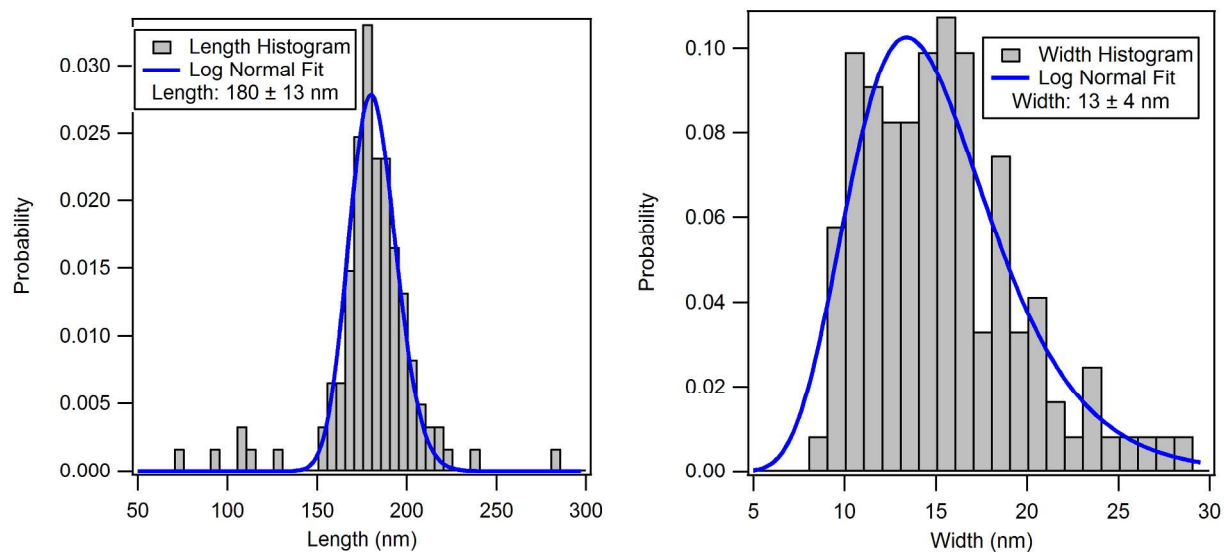 Length Histogram
Log Normal Fit
Length: 180 ± 13 nm
0.030
0.025
0.020
0.015
0.010
0.005
0.000
Probability
50
100
150
200
250
300
Length (nm)
Width Histogram
Log Normal Fit
Width: 13 ± 4 nm
0.10
0.08
0.06
0.04
0.02
0.00
Probability
5
10
15
20
25
30
Width (nm)